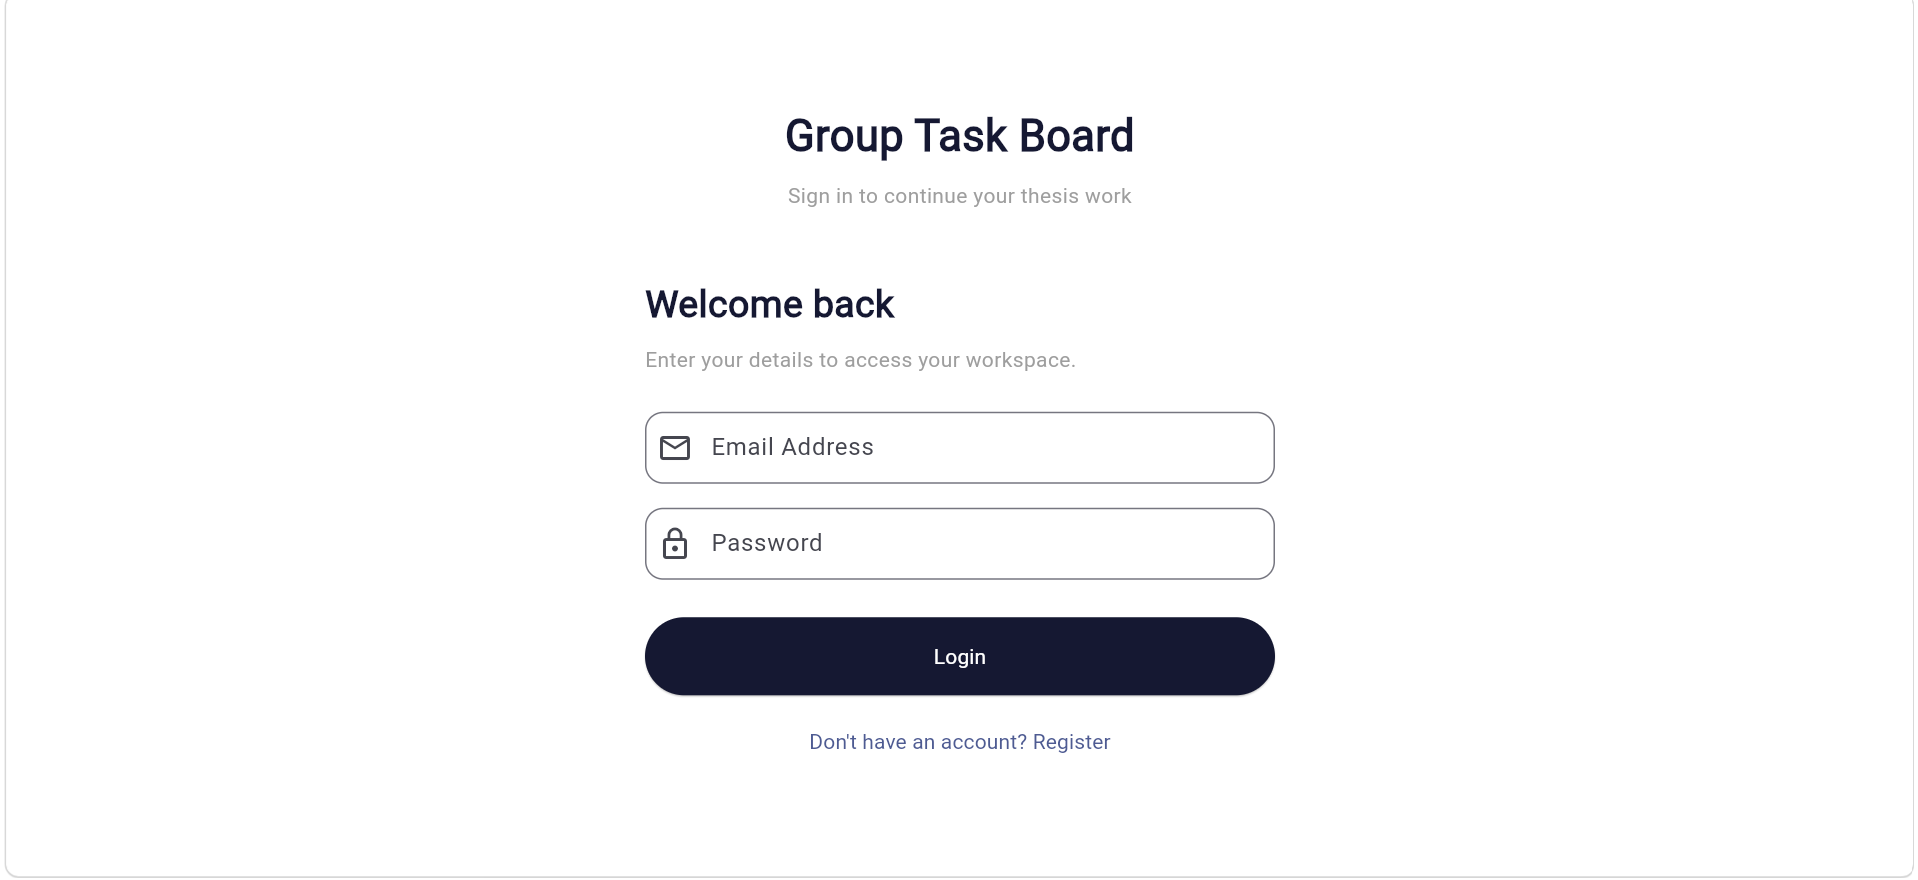 Group Task Board
Sign in to continue your thesis work
Welcome back
Enter your details to access your workspace.
Email Address
Password
Login
Don't have an account? Register